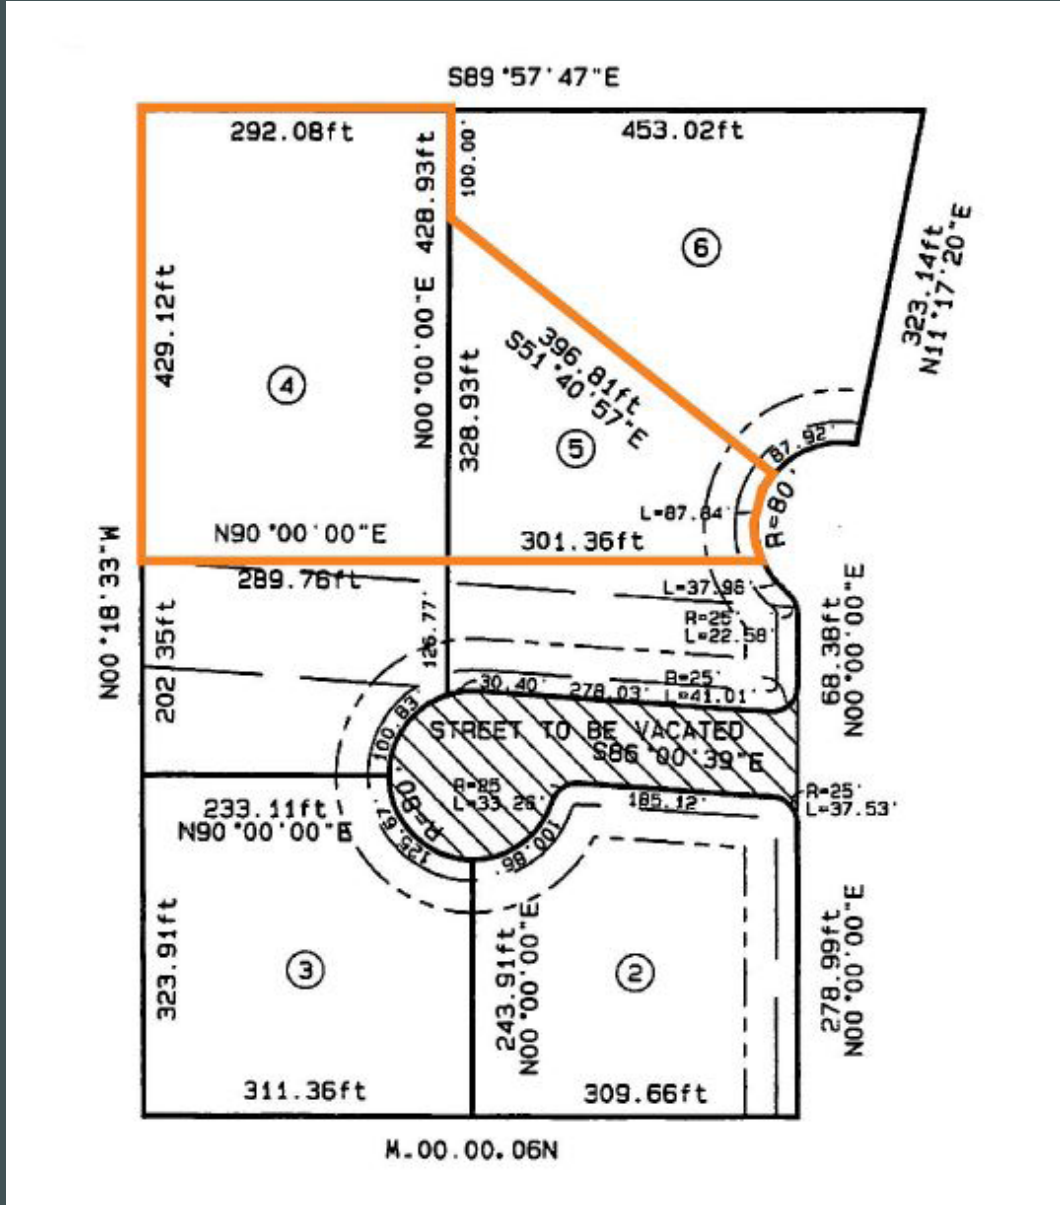 S89°57'47"E
292.08ft
453.02ft
428.93ft
100.00'
6
323.14ft
N11°17'20"E
429.12ft
N00°00'00"E
396.81ft
S51°40'57"E
4
328.93ft
5
87.92'
R=80'
L=87.84'
N90°00'00"E
301.36ft
289.76ft
N00°18'33"W
L=37.98'
R=25'
L=22.58'
68.38ft
N00°00'00"E
202.35ft
126.77'
30.40'
278.03'
R=25'
L=41.01'
100.83'
STREET TO BE VACATED
S86°00'39"E
R=25
L=33.26'
R=80'
185.12'
R=25'
L=37.53'
233.11ft
N90°00'00"E
125.67'
100.86'
323.91ft
3
243.91ft
N00°00'00"E
2
278.99ft
N00°00'00"E
311.36ft
309.66ft
N90°00'00"W